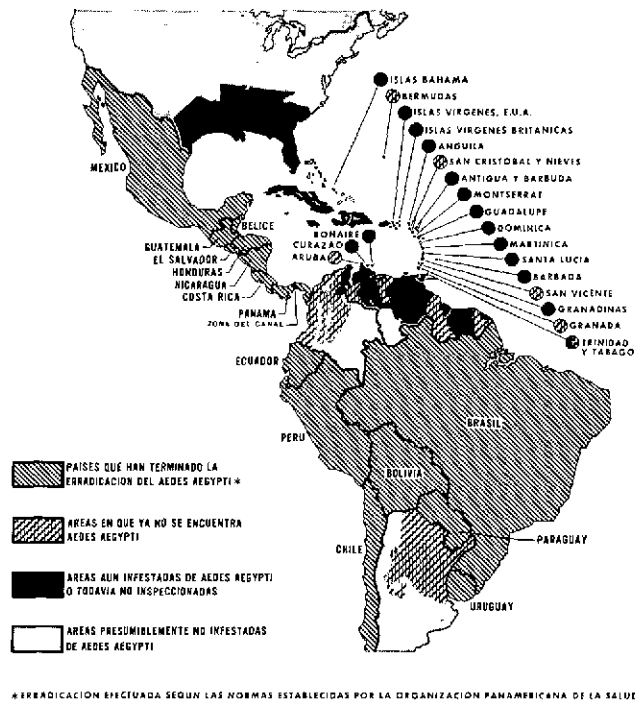 ISLAS BAHAMA
BERMUDAS
ISLAS VIRGENES, E.U.A.
ISLAS VIRGENES BRITANICAS
ANGUILA
SAN CRISTOBAL Y NIEVES
ANTIGUA Y BARBUDA
MONTSERRAT
GUADALUPE
DOMINICA
MARTINICA
SANTA LUCIA
BARBADA
SAN VICENTE
GRANADINAS
GRANADA
TRINIDAD
Y TABAGO
MEXICO
BELICE
BONAIRE
CURAZAO
ARUBA
GUATEMALA
EL SALVADOR
HONDURAS
NICARAGUA
COSTA RICA
PANAMA
ZONA DEL CANAL
ECUADOR
PERU
BRASIL
BOLIVIA
CHILE
PARAGUAY
URUGUAY
PAISES QUE HAN TERMINADO LA
ERRADICACION DEL AEDES AEGYPTI *
AREAS EN QUE YA NO SE ENCUENTRA
AEDES AEGYPTI
AREAS AUN INFESTADAS DE AEDES AEGYPTI
O TODAVIA NO INSPECCIONADAS
AREAS PRESUMIBLEMENTE NO INFESTADAS
DE AEDES AEGYPTI
*ERRADICACION EFECTUADA SEGUN LAS NORMAS ESTABLECIDAS POR LA ORGANIZACION PANAMERICANA DE LA SALUD